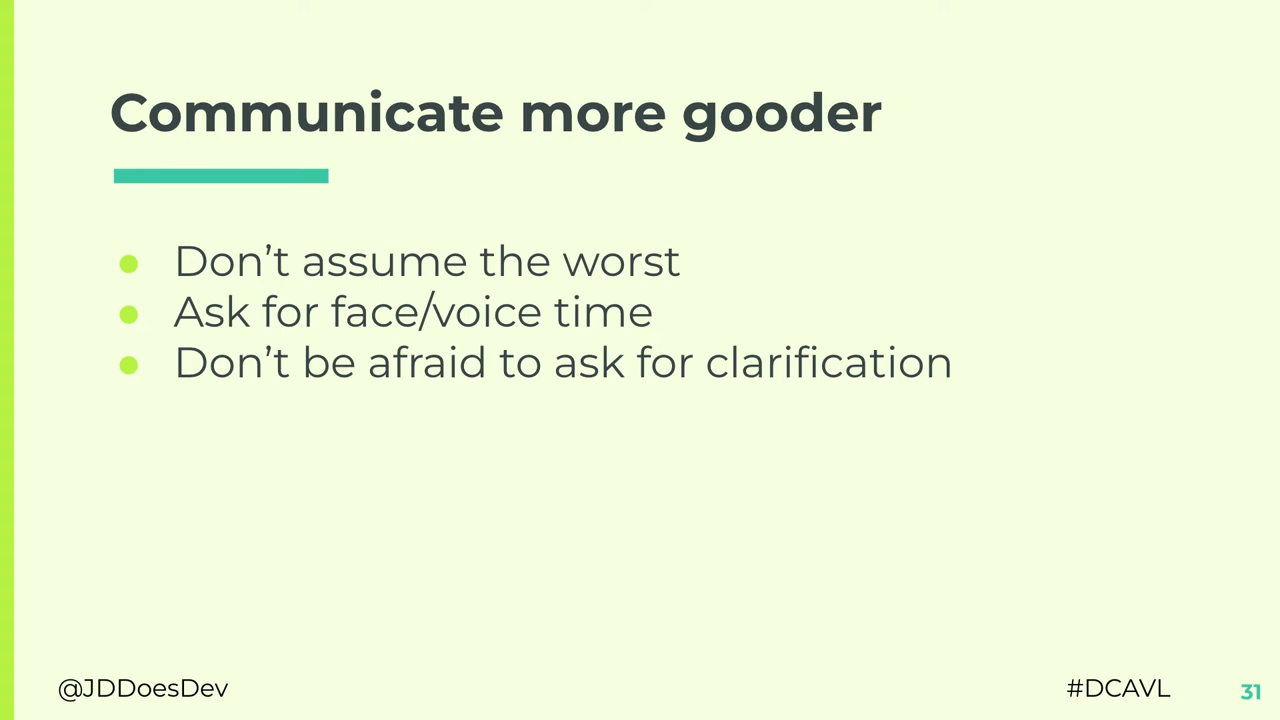 Communicate more gooder
● Don’t assume the worst
● Ask for face/voice time
● Don’t be afraid to ask for clarification
@JDDoesDev
#DCAVL
31